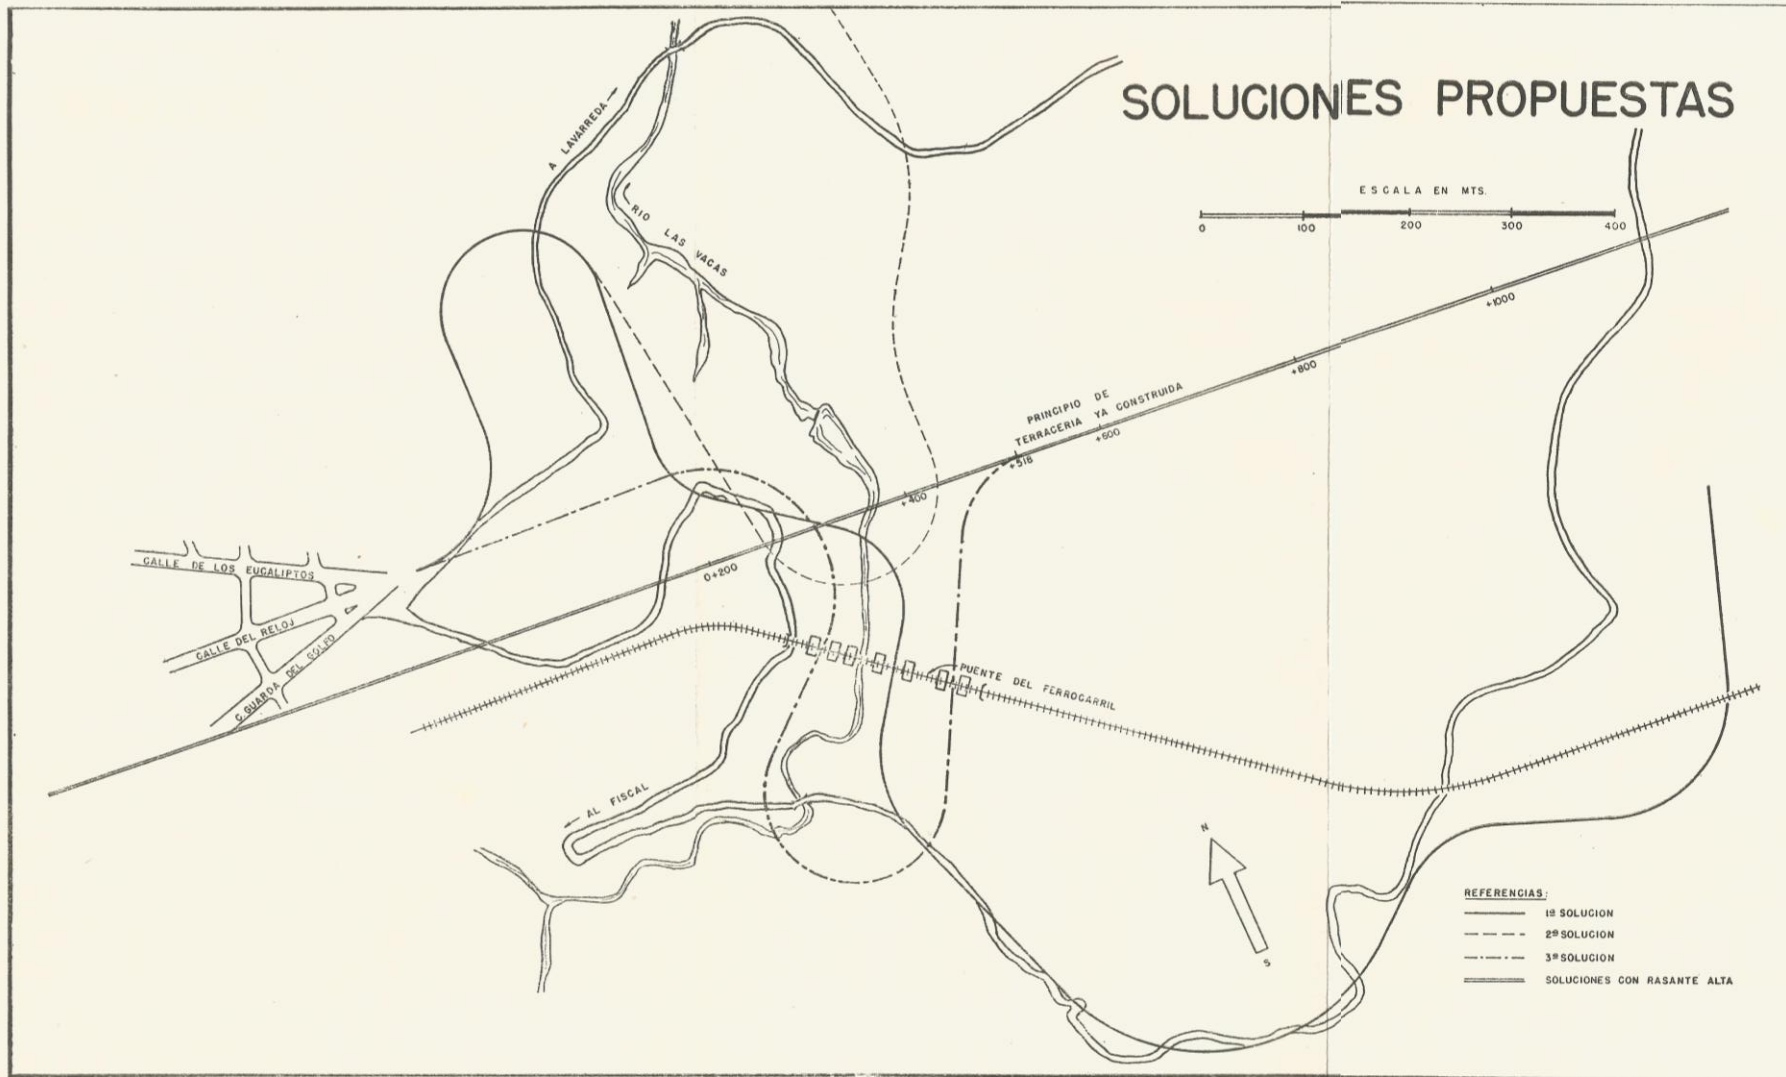 SOLUCIONES PROPUESTAS
ESCALA EN MTS.
0 100 200 300 400
A LAVARREDA
RIO LAS VACAS
+1000
+800
PRINCIPIO DE
TERRACERIA YA CONSTRUIDA
+600
+518
+400
0+200
CALLE DE LOS EUCALIPTOS
CALLE DEL RELOJ
C. GUARDA DEL GOLFO
PUENTE DEL FERROCARRIL
AL FISCAL
N
S
REFERENCIAS:
1ª SOLUCION
2ª SOLUCION
3ª SOLUCION
SOLUCIONES CON RASANTE ALTA